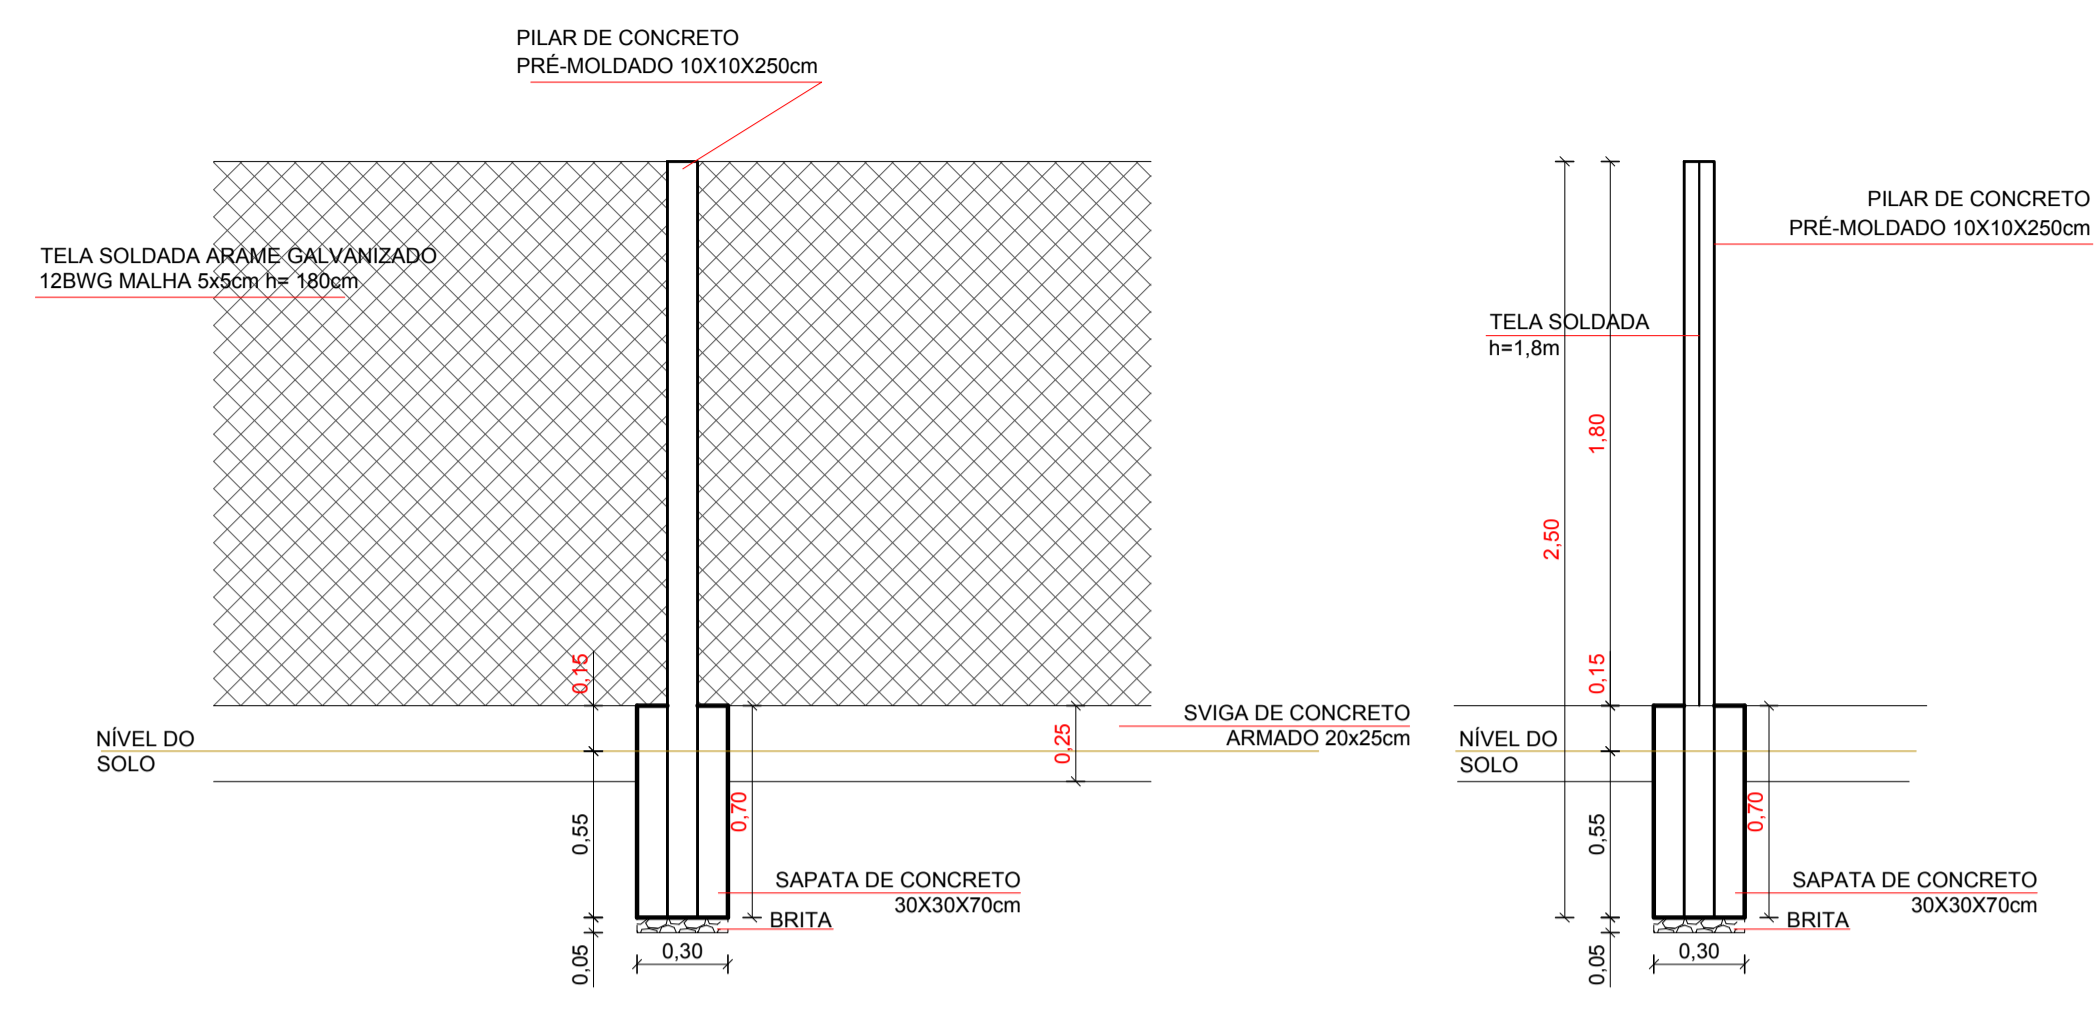 PILAR DE CONCRETO
PRÉ-MOLDADO 10X10X250cm
TELA SOLDADA ARAME GALVANIZADO
12BWG MALHA 5x5cm h= 180cm
0,15
NÍVEL DO
SOLO
0,55
0,05
0,30
0,70
0,25
SVIGA DE CONCRETO
ARMADO 20x25cm
SAPATA DE CONCRETO
30X30X70cm
BRITA
PILAR DE CONCRETO
PRÉ-MOLDADO 10X10X250cm
TELA SOLDADA
h=1,8m
1,80
2,50
0,15
NÍVEL DO
SOLO
0,55
0,70
SAPATA DE CONCRETO
30X30X70cm
BRITA
0,05
0,30